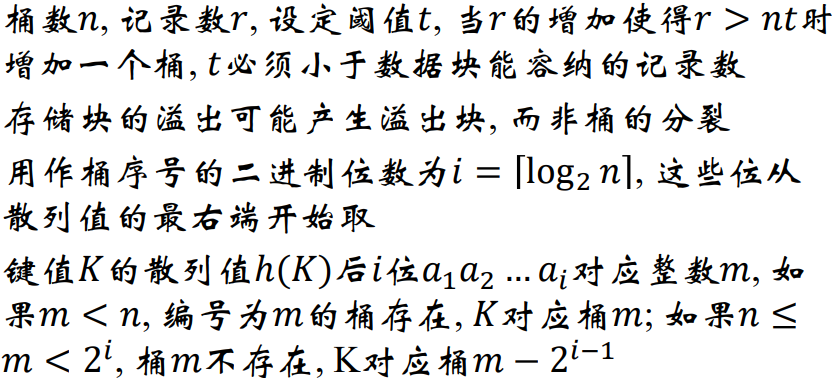 桶数n, 记录数r, 设定阈值t, 当r的增加使得r > nt时
增加一个桶, t必须小于数据块能容纳的记录数
存储块的溢出可能产生溢出块, 而非桶的分裂
用作桶序号的二进制位数为i = ⌈log₂ n⌉, 这些位从
散列值的最右端开始取
键值K的散列值h(K)后i位a₁a₂ … aᵢ对应整数m, 如
果m < n, 编号为m的桶存在, K对应桶m; 如果n ≤
m < 2ⁱ, 桶m不存在, K对应桶m − 2ⁱ⁻¹